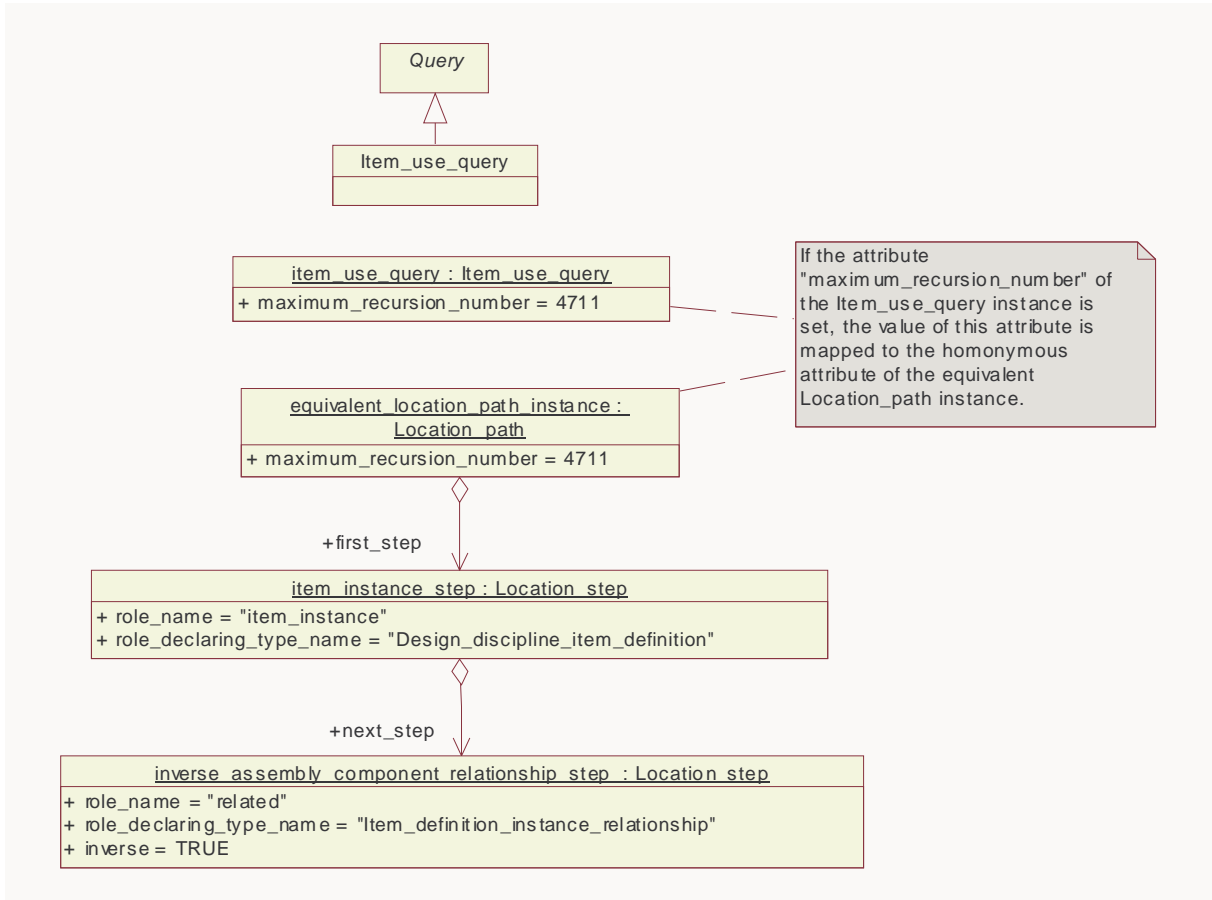 Query
Item_use_query
item_use_query : Item_use_query
+ maximum_recursion_number = 4711
If the attribute
"maximum_recursion_number" of
the Item_use_query instance is
set, the value of this attribute is
mapped to the homonymous
attribute of the equivalent
Location_path instance.
equivalent_location_path_instance :
Location_path
+ maximum_recursion_number = 4711
+first_step
item_instance_step : Location_step
+ role_name = "item_instance"
+ role_declaring_type_name = "Design_discipline_item_definition"
+next_step
inverse_assembly_component_relationship_step : Location_step
+ role_name = "related"
+ role_declaring_type_name = "Item_definition_instance_relationship"
+ inverse = TRUE